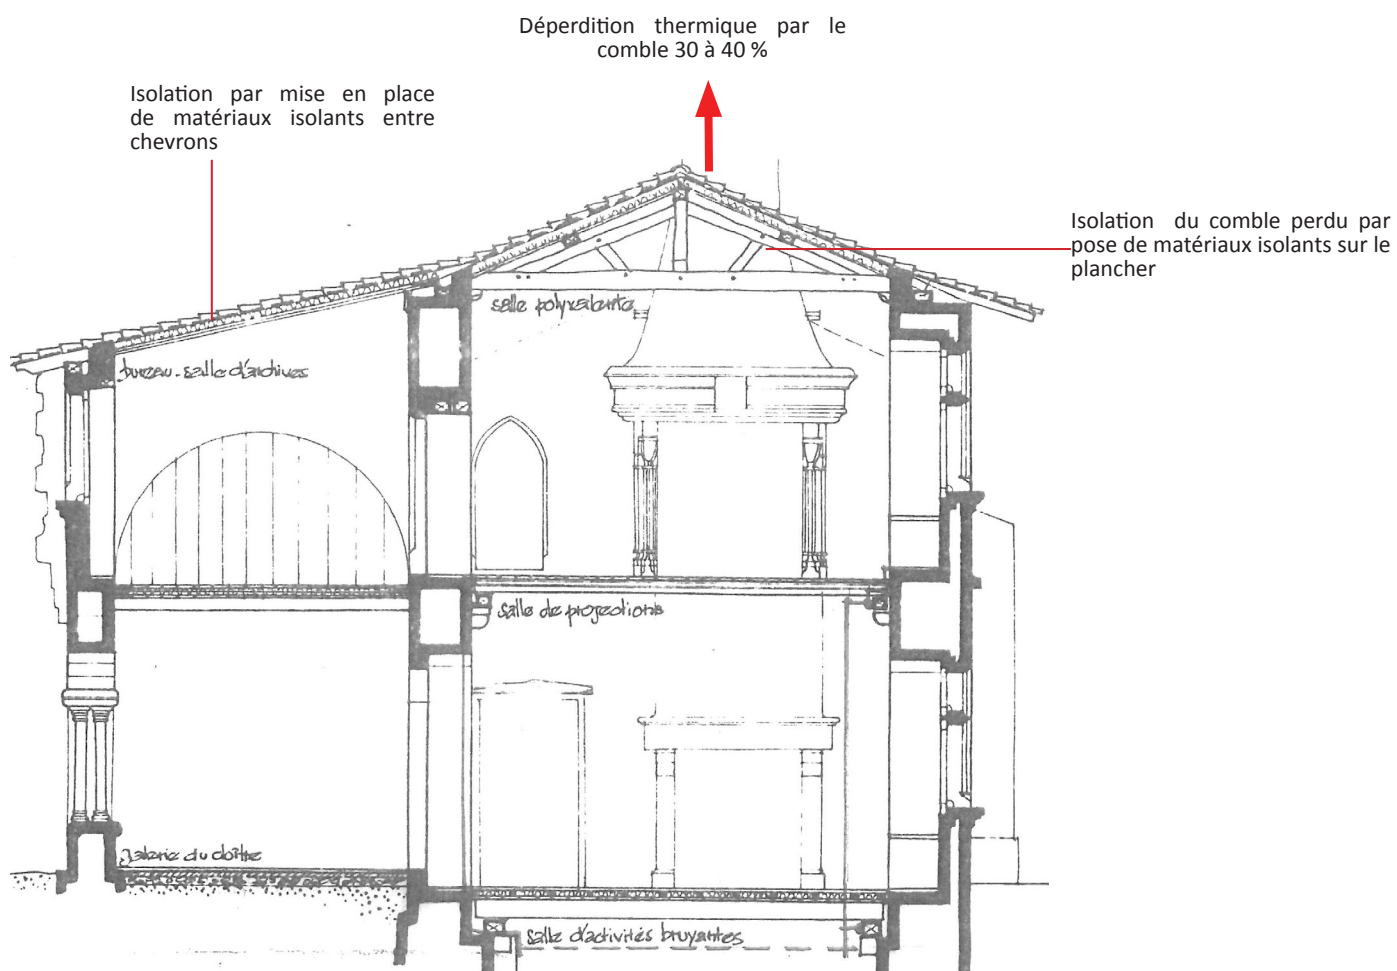 Déperdition thermique par le
comble 30 à 40 %
Isolation par mise en place
de matériaux isolants entre
chevrons
Isolation du comble perdu par
pose de matériaux isolants sur le
plancher
salle polyvalente
bureau-salle d'archives
salle de projections
galerie du cloître
salle d'activités bruyantes